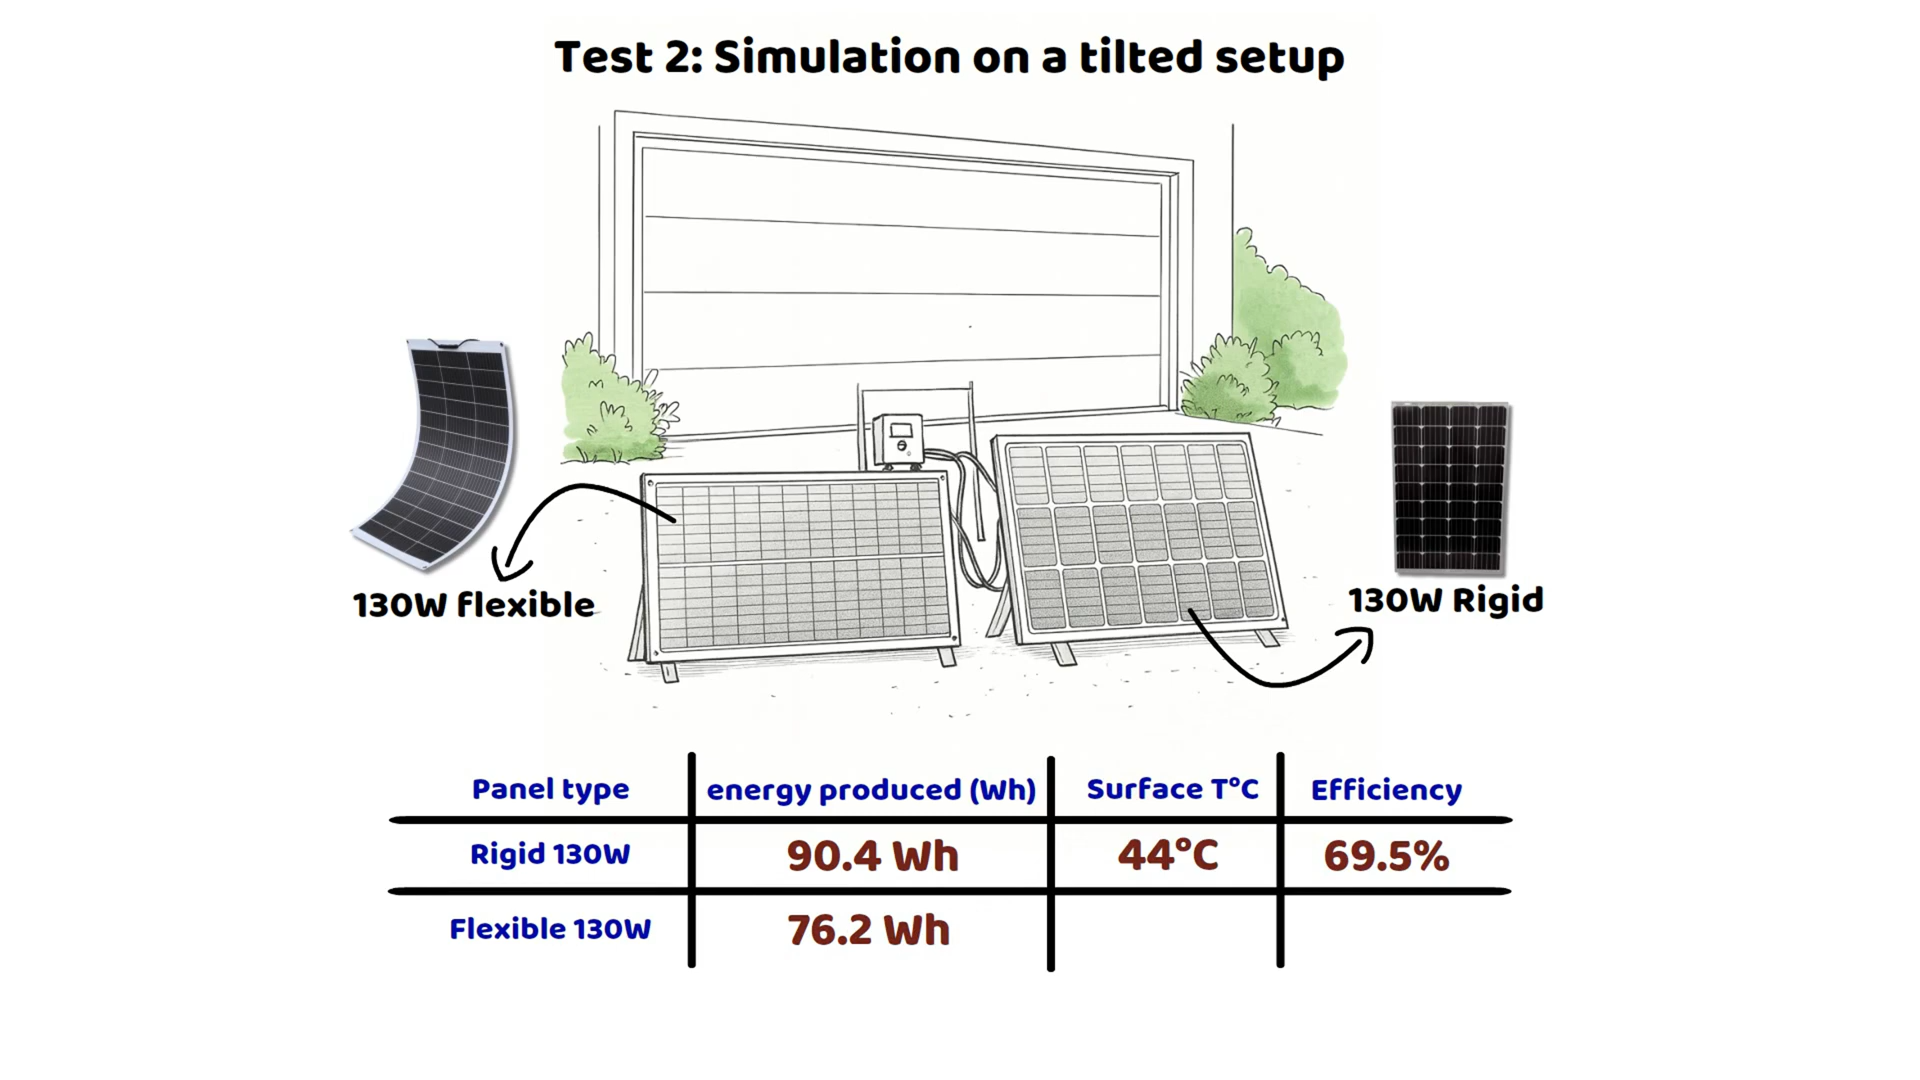 Test 2: Simulation on a tilted setup
130W flexible
130W Rigid
Panel type energy produced (Wh) Surface T°C Efficiency
Rigid 130W 90.4 Wh 44°C 69.5%
Flexible 130W 76.2 Wh